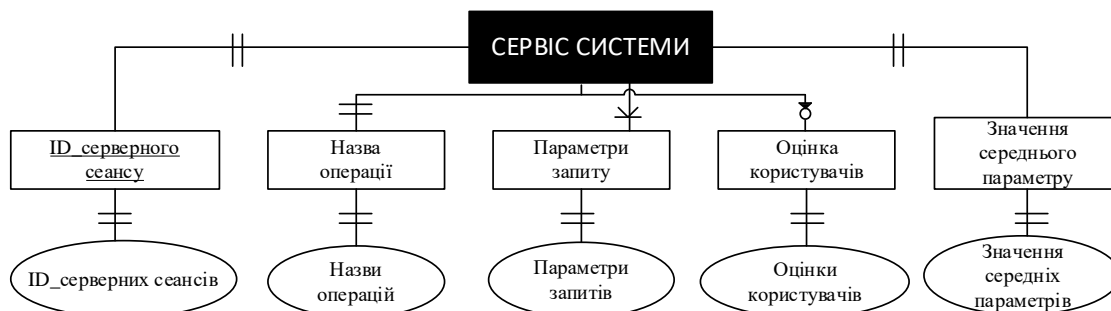 СЕРВІС СИСТЕМИ
ID_серверного
сеансу
Назва
операції
Параметри
запиту
Оцінка
користувачів
Значення
середнього
параметру
ID_серверних сеансів
Назви
операцій
Параметри
запитів
Оцінки
користувачів
Значення
середніх
параметрів